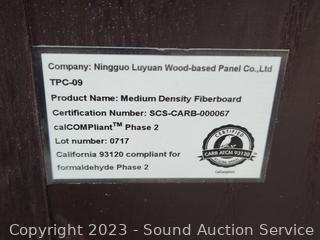 Company: Ningguo Luyuan Wood-based Panel Co.,Ltd
TPC-09
Product Name: Medium Density Fiberboard
Certification Number: SCS-CARB-000067
calCOMPliant™ Phase 2
Lot number: 0717
California 93120 compliant for
formaldehyde Phase 2
CERTIFIED
CARB ATCM 93120
CalCompliant
Copyright 2023 - Sound Auction Service